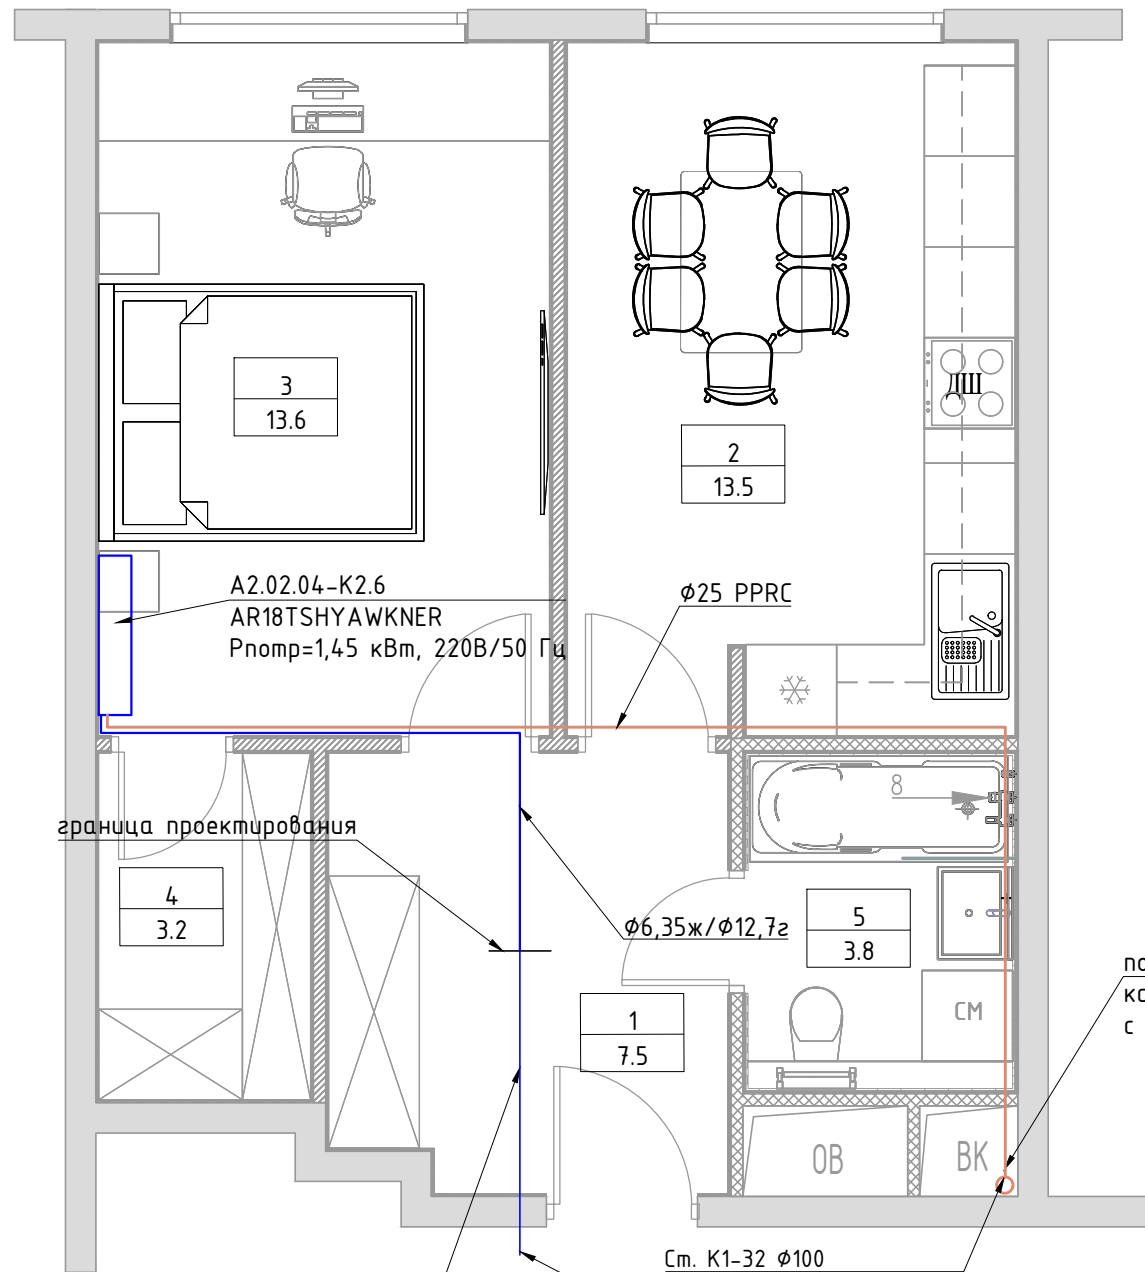 ДШ
3
13.6
2
13.5
A2.02.04-K2.6
AR18TSHYAWKNER
Рпотр=1,45 кВт, 220В/50 Гц
Ф25 PPRC
8
граница проектирования
4
3.2
Ф6,35ж/Ф12,7г
5
3.8
СМ
1
7.5
с
ОВ
ВК
Ст. К1-32 Ф100